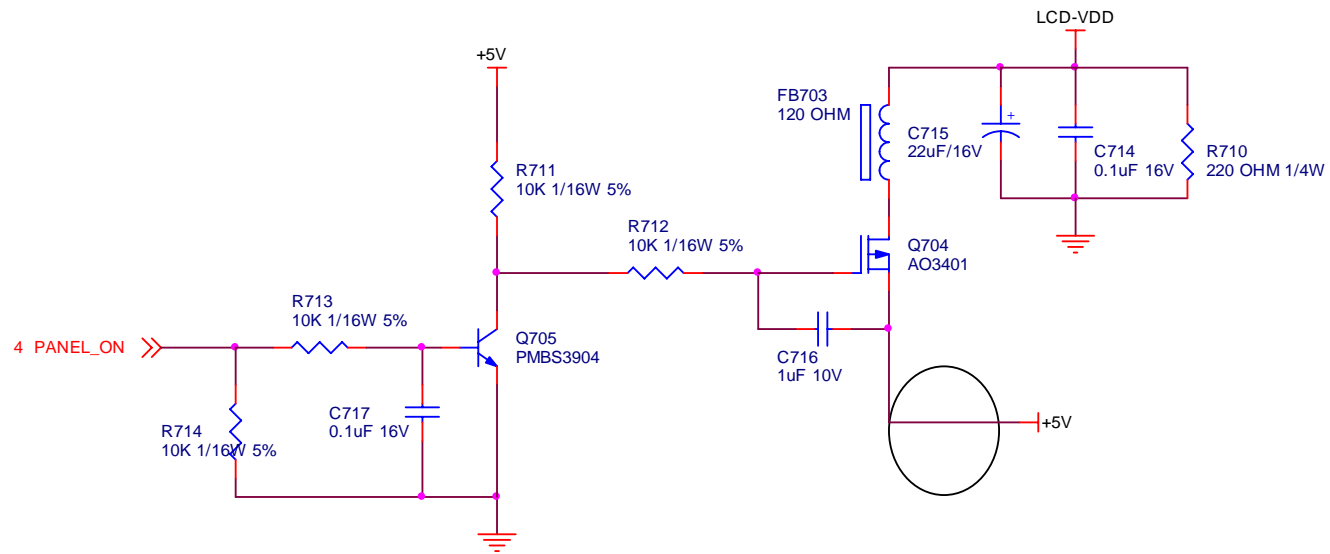 LCD-VDD
+5V
FB703
120 OHM
C715
22uF/16V
+
C714
0.1uF 16V
R710
220 OHM 1/4W
R711
10K 1/16W 5%
R712
10K 1/16W 5%
Q704
AO3401
R713
10K 1/16W 5%
Q705
PMBS3904
4 PANEL_ON
C716
1uF 10V
C717
0.1uF 16V
R714
10K 1/16W 5%
+5V